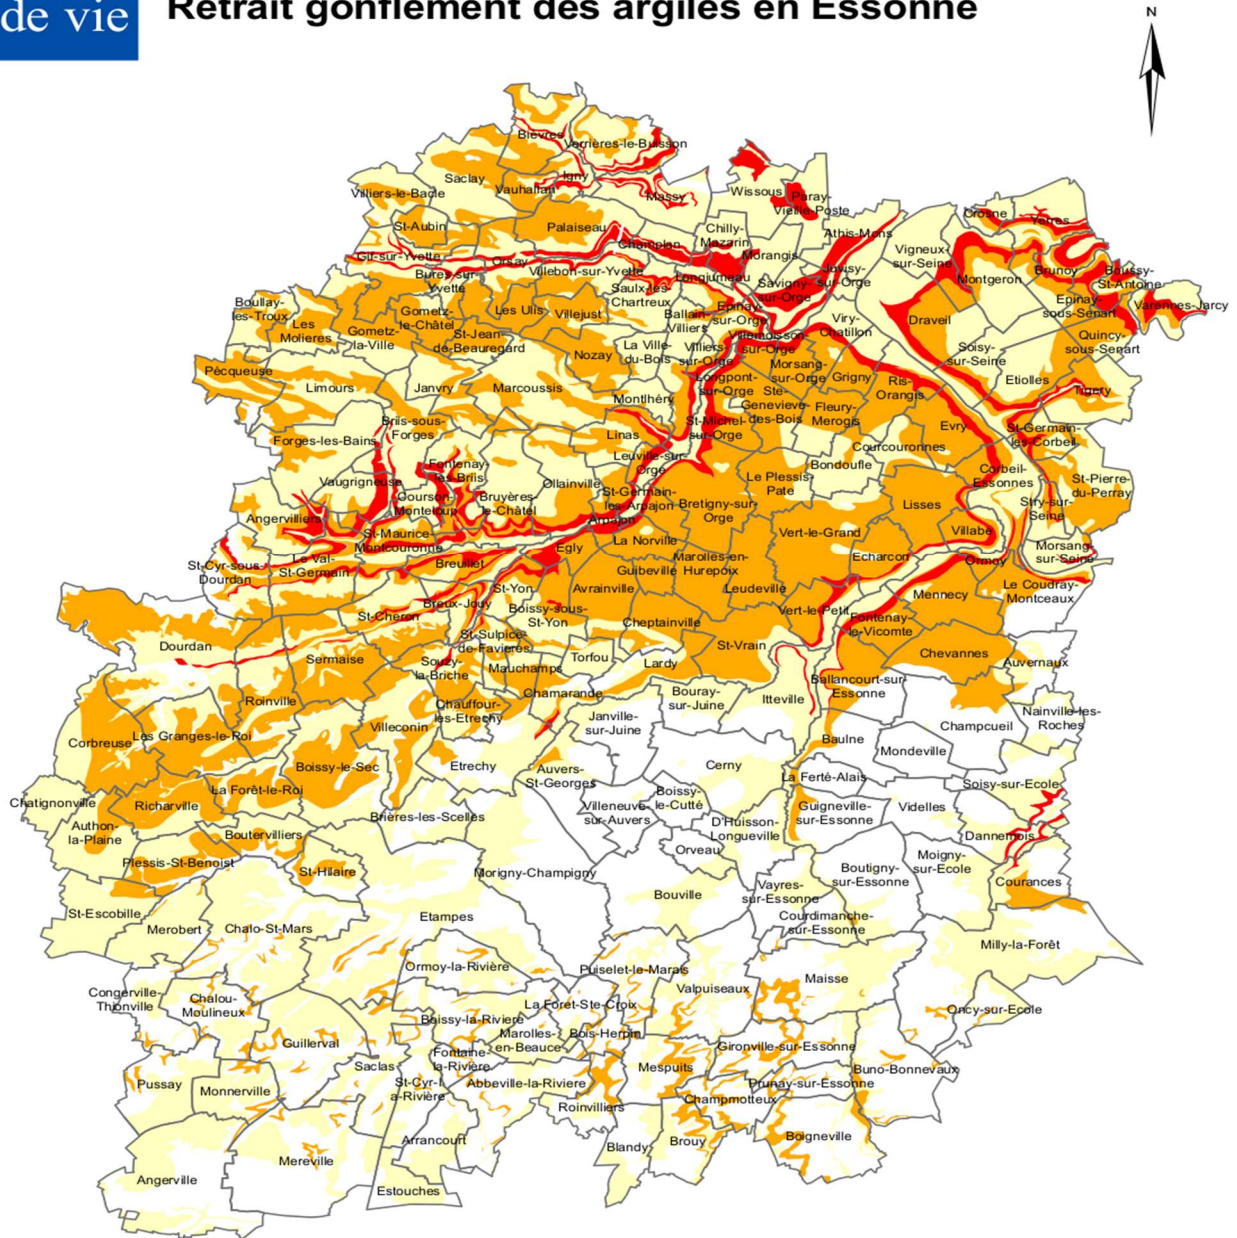 Retrait gonflement des argiles en Essonne
de vie
N
Bièvres
Verrières-le-Buisson
Igny
Saclay
Vauhallan
Villiers-le-Bacle
Massy
Wissous
Paray-
Vieille-Poste
St-Aubin
Palaiseau
Chilly-
Mazarin
Champlan
Athis-Mons
Crosne
Yerres
Morangis
Vigneux-
sur-Seine
Gif-sur-Yvette
Orsay
Bures-sur-
Yvette
Villebon-sur-Yvette
Longjumeau
Juvisy-
sur-Orge
Savigny-
sur-Orge
Montgeron
Brunoy
Boussy-
St-Antoine
Saulx-les-
Chartreux
Epinay-
sous-Senart
Varennes-Jarcy
Boullay-
les-Troux
Gometz-
le-Châtel
Les Ulis
Villejust
Ballain-
Villiers
Epinay-
sur-Orge
Viry-
Chatillon
Draveil
Les
Molieres
Gometz-
la-Ville
St-Jean-
de-Beauregard
La Ville-
du-Bois
Villiers-
sur-Orge
Villemoisson-
sur-Orge
Quincy-
sous-Senart
Nozay
Soisy-
sur-Seine
Pécqueuse
Limours
Janvry
Marcoussis
Longpont-
sur-Orge
Morsang-
sur-Orge
Grigny
Ris-
Orangis
Etiolles
Tigery
Montlhéry
Ste-
Genevieve-
des-Bois
Fleury-
Merogis
Briis-sous-
Forges
Forges-les-Bains
Linas
St-Michel-
sur-Orge
Evry
St-Germain-
les-Corbeil
Courcouronnes
Leuville-sur-
Orge
Bondoufle
Fontenay-
les-Briis
Vaugrigneuse
Ollainville
Le Plessis-
Pate
Corbeil-
Essonnes
St-Pierre-
du-Perray
Courson-
Monteloup
Bruyères-
le-Châtel
St-Germain-
les-Arpajon
Bretigny-sur-
Orge
Lisses
Stry-sur-
Seine
Angervilliers
Arpajon
St-Maurice-
Montcouronne
La Norville
Vert-le-Grand
Villabe
Egly
Morsang-
sur-Seine
St-Cyr-sous-
Dourdan
Le Val-
St-Germain
Breuillet
Marolles-en-
Hurepoix
Guibeville
Echarcon
Ormoy
Le Coudray-
Montceaux
St-Yon
Avrainville
Leudeville
Mennecy
St-Cheron
Breux-Jouy
Boissy-sous-
St-Yon
Vert-le-Petit
Fontenay-
le-Vicomte
Cheptainville
Dourdan
St-Sulpice-
de-Favieres
St-Vrain
Chevannes
Sermaise
Souzy-
la-Briche
Mauchamps
Torfou
Lardy
Auvernaux
Roinville
Chamarande
Bouray-
sur-Juine
Itteville
Ballancourt-sur-
Essonne
Chauffour-
les-Etrechy
Janville-
sur-Juine
Nainville-les-
Roches
Villeconin
Champcueil
Corbreuse
Les Granges-le-Roi
Baulne
Mondeville
Boissy-le-Sec
Etrechy
Auvers-
St-Georges
Cerny
La Ferté-Alais
Soisy-sur-Ecole
La Forêt-le-Roi
Chatignonville
Richarville
Villeneuve-
sur-Auvers
Boissy-
le-Cutté
Guigneville-
sur-Essonne
Videlles
Brières-les-Scelles
D'Huisson-
Longueville
Authon-
la-Plaine
Boutervilliers
Dannemois
Orveau
Plessis-St-Benoist
St-Hilaire
Morigny-Champigny
Boutigny-
sur-Essonne
Moigny-
sur-Ecole
Bouville
Vayres-
sur-Essonne
Courances
St-Escobille
Merobert
Chalo-St-Mars
Etampes
Courdimanche-
sur-Essonne
Milly-la-Forêt
Ormoy-la-Rivière
Puiselet-le-Marais
Maisse
Valpuiseaux
Congerville-
Thionville
Chalou-
Moulineux
La Foret-Ste-Croix
Oncy-sur-Ecole
Boissy-la-Riviere
Marolles-
en-Beauce
Bois-Herpin
Guillerval
Gironville-sur-Essonne
Fontaine-
la-Rivière
Saclas
Mespuits
Buno-Bonnevaux
Pussay
Monnerville
St-Cyr-l
a-Rivière
Abbeville-la-Riviere
Prunay-sur-Essonne
Champmotteux
Roinvilliers
Arrancourt
Blandy
Brouy
Boigneville
Mereville
Angerville
Estouches